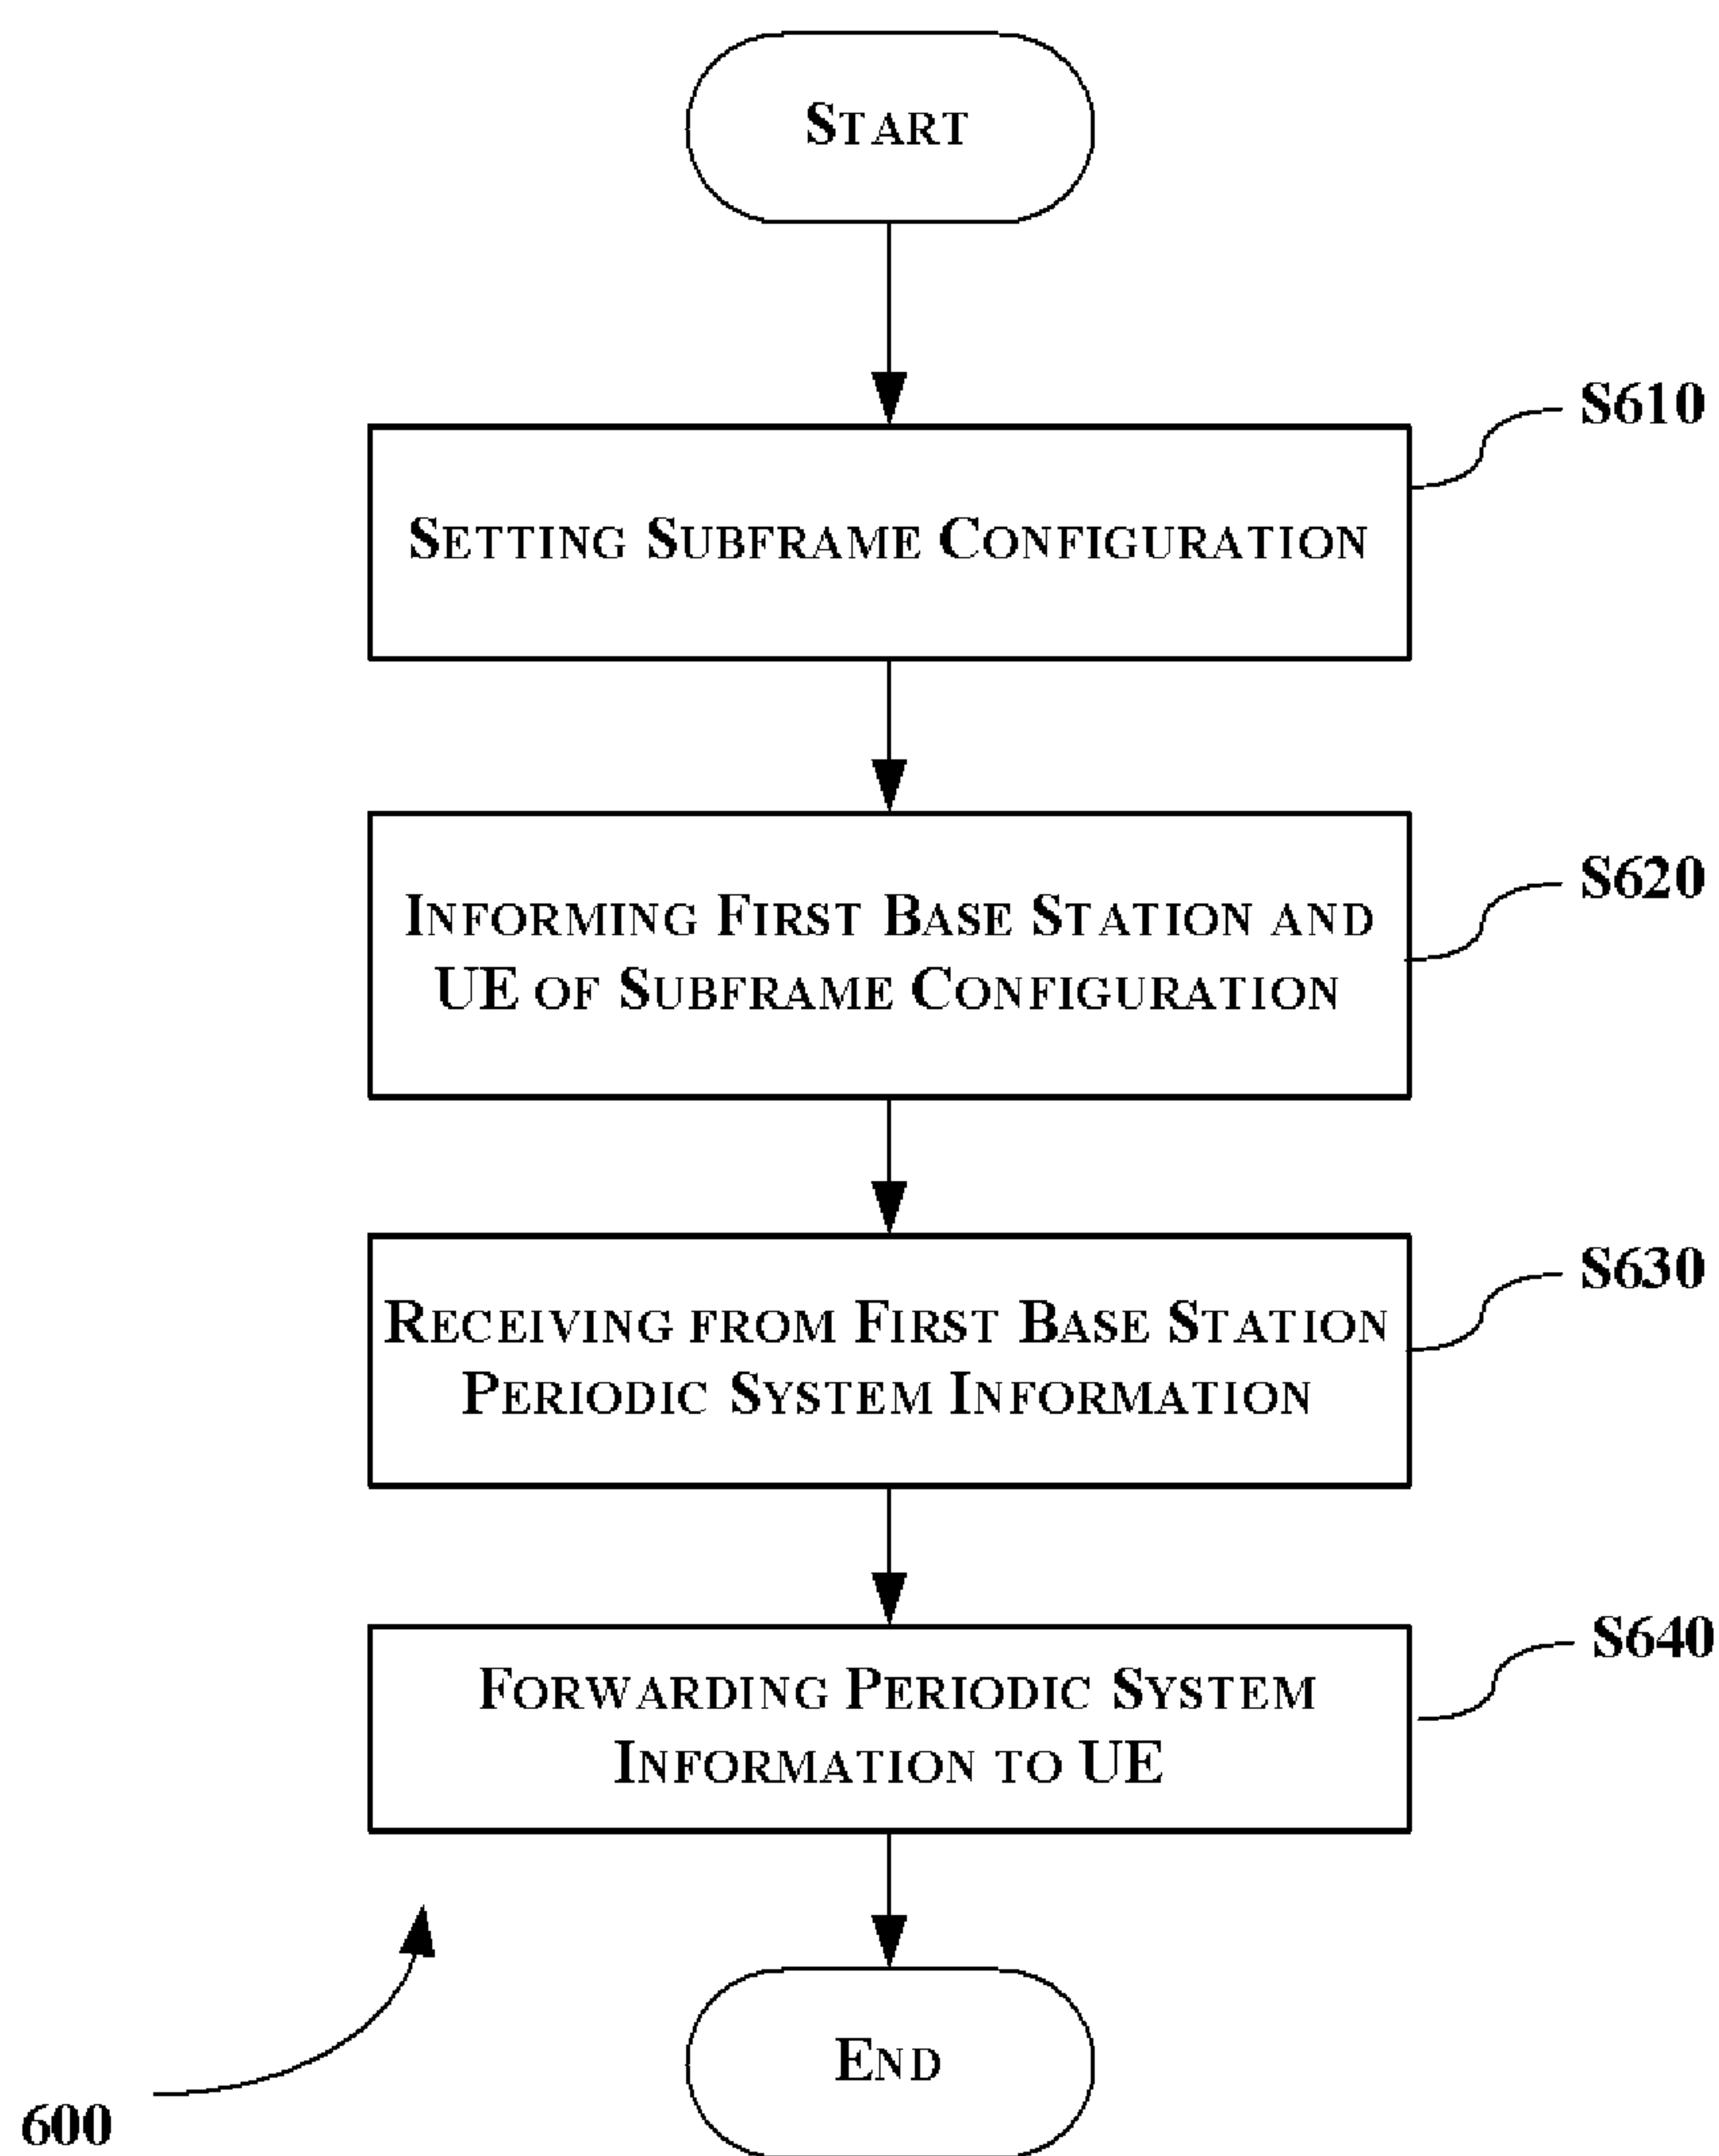 START
S610
SETTING SUBFRAME CONFIGURATION
S620
INFORMING FIRST BASE STATION AND
UE OF SUBFRAME CONFIGURATION
S630
RECEIVING FROM FIRST BASE STATION
PERIODIC SYSTEM INFORMATION
S640
FORWARDING PERIODIC SYSTEM
INFORMATION TO UE
END
600